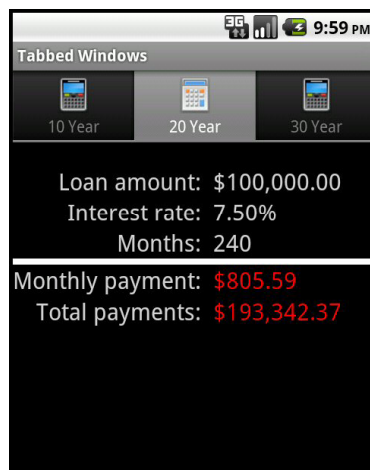 3G 9:59 PM
Tabbed Windows
10 Year 20 Year 30 Year
Loan amount: $100,000.00
Interest rate: 7.50%
Months: 240
Monthly payment: $805.59
Total payments: $193,342.37